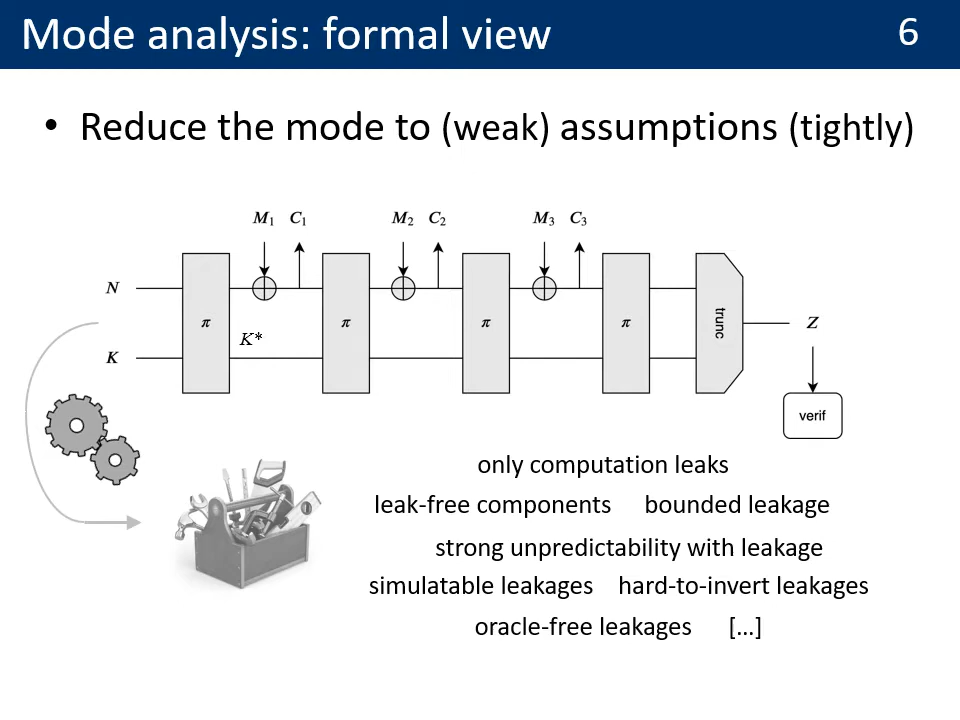 Mode analysis: formal view 6
• Reduce the mode to (weak) assumptions (tightly)
M1 C1 M2 C2 M3 C3
N
π π π π trunc Z
K*
K
verif
only computation leaks
leak-free components bounded leakage
strong unpredictability with leakage
simulatable leakages hard-to-invert leakages
oracle-free leakages [...]